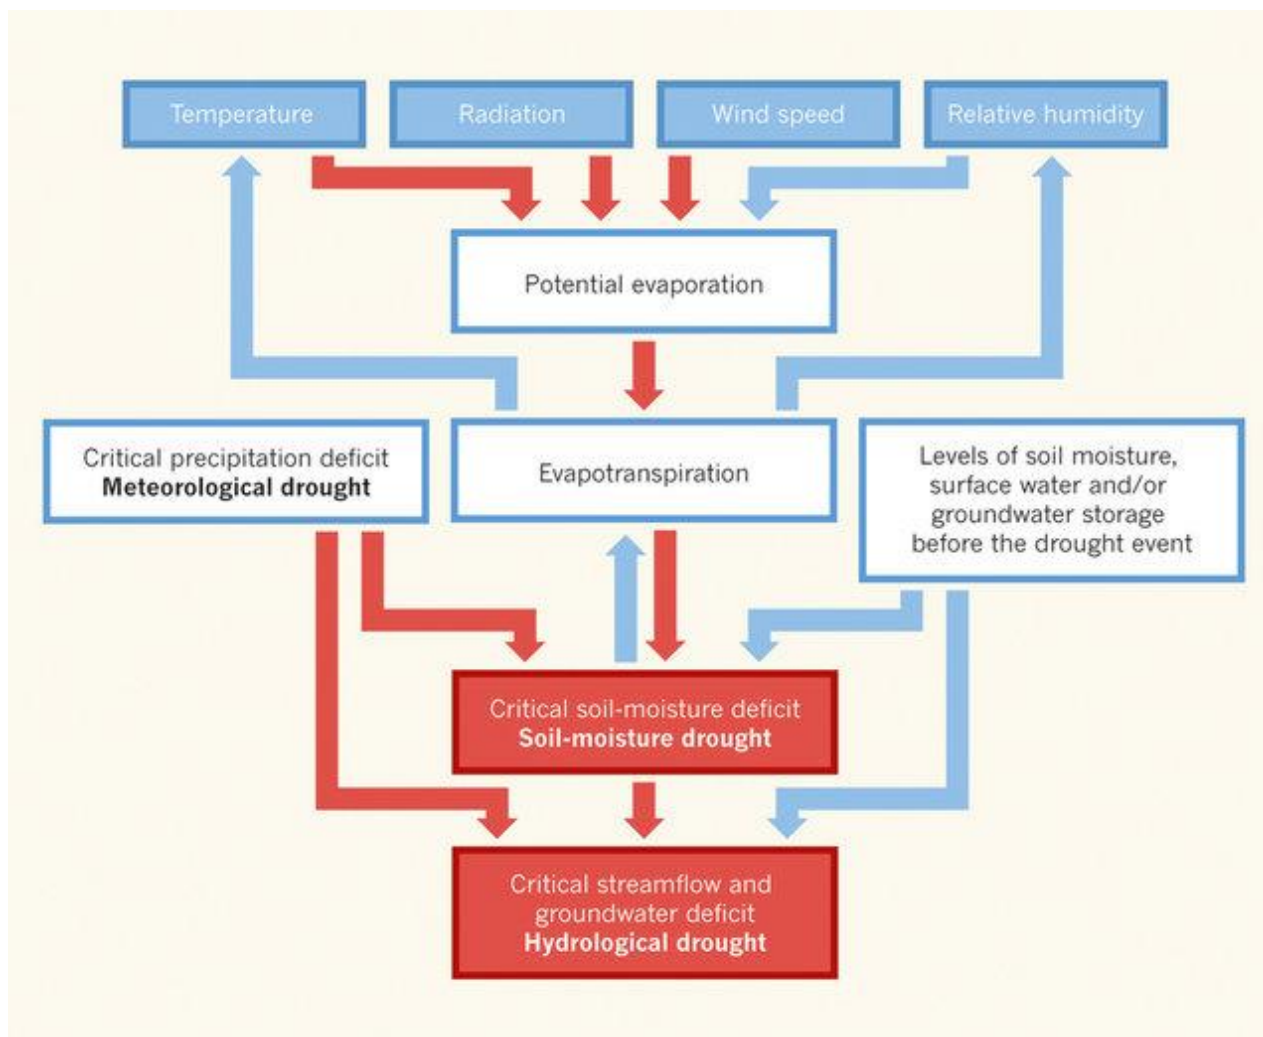 Temperature
Radiation
Wind speed
Relative humidity
Potential evaporation
Critical precipitation deficit
Meteorological drought
Evapotranspiration
Levels of soil moisture,
surface water and/or
groundwater storage
before the drought event
Critical soil-moisture deficit
Soil-moisture drought
Critical streamflow and
groundwater deficit
Hydrological drought